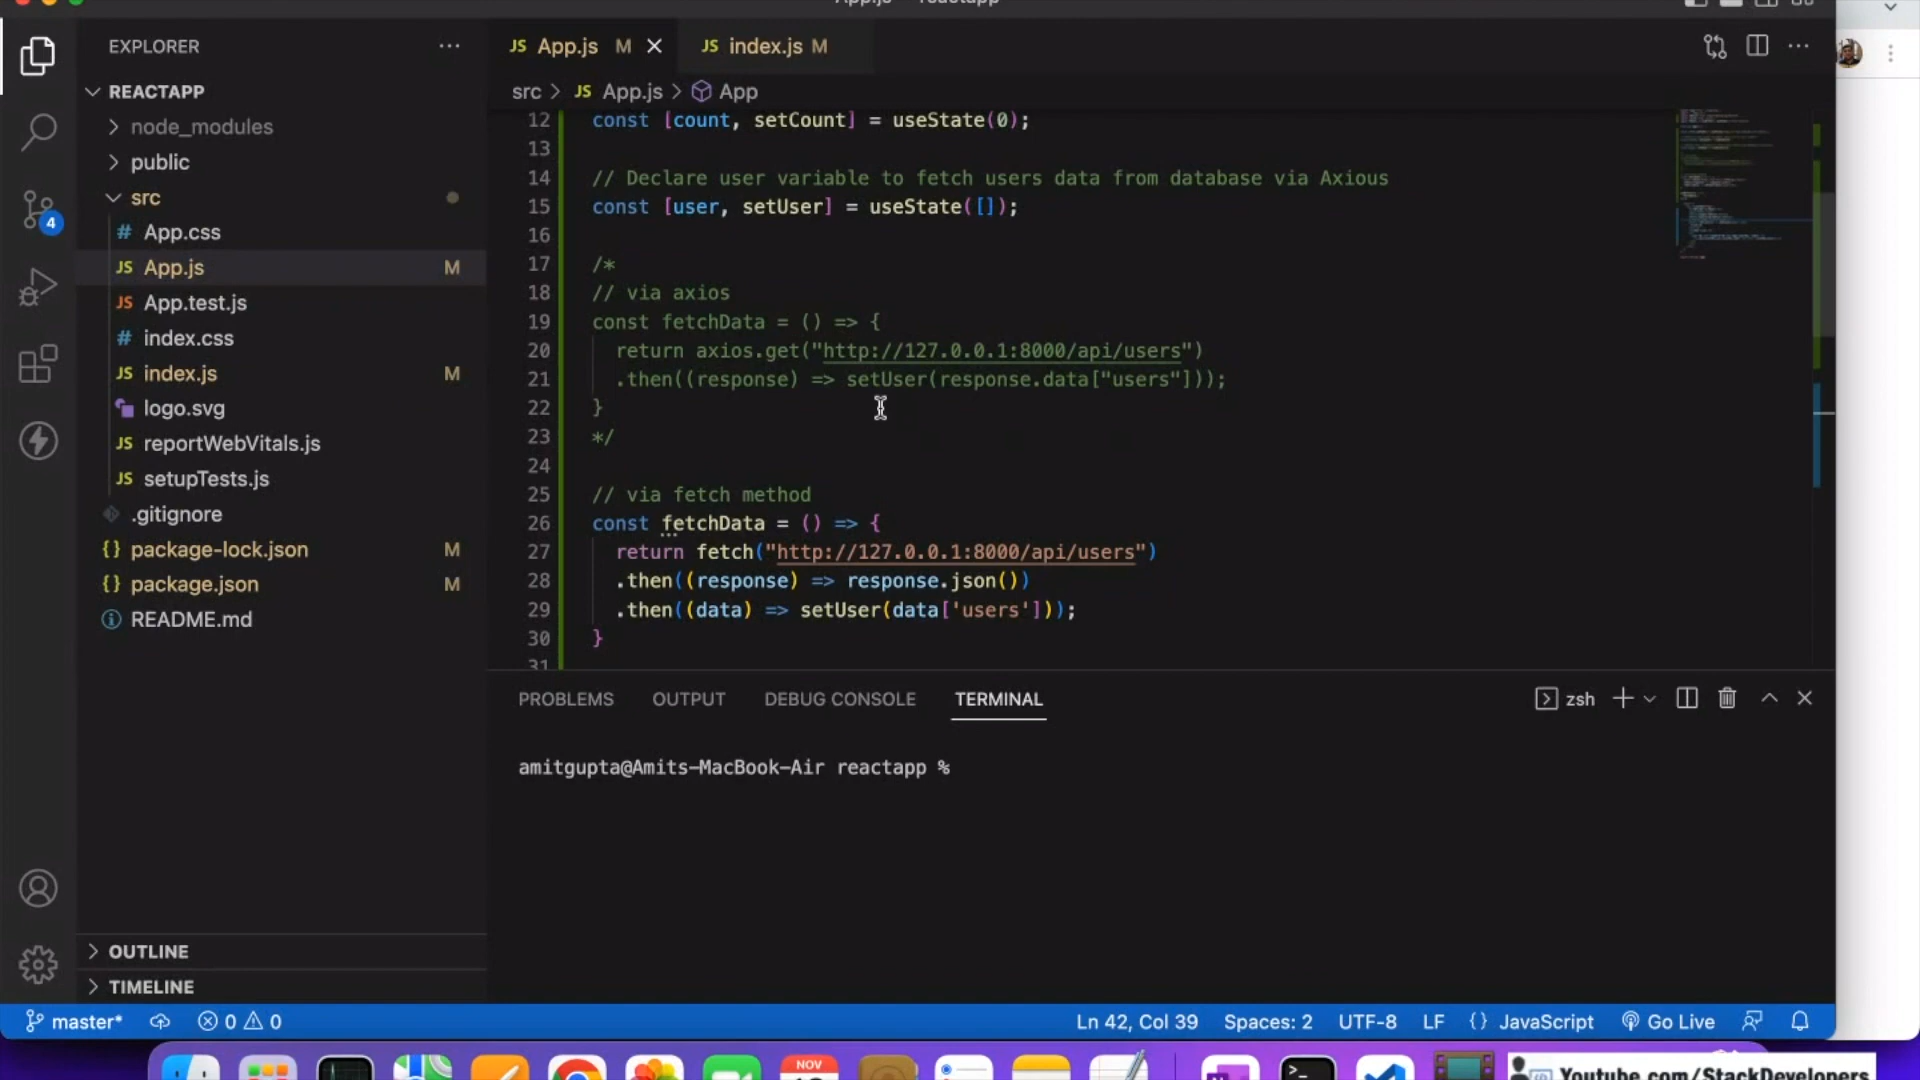 EXPLORER
REACTAPP
node_modules
public
src
App.css
App.js M
App.test.js
index.css
index.js M
logo.svg
reportWebVitals.js
setupTests.js
.gitignore
package-lock.json M
package.json M
README.md
OUTLINE
TIMELINE
4
JS App.js M
JS index.js M
src > JS App.js > App
12 const [count, setCount] = useState(0);
13
14 // Declare user variable to fetch users data from database via Axious
15 const [user, setUser] = useState([]);
16
17 /*
18 // via axios
19 const fetchData = () => {
20 return axios.get("http://127.0.0.1:8000/api/users")
21 .then((response) => setUser(response.data["users"]));
22 }
23 */
24
25 // via fetch method
26 const fetchData = () => {
27 return fetch("http://127.0.0.1:8000/api/users")
28 .then((response) => response.json())
29 .then((data) => setUser(data['users']));
30 }
31
PROBLEMS OUTPUT DEBUG CONSOLE TERMINAL
zsh
amitgupta@Amits-MacBook-Air reactapp %
master* 0 0 Ln 42, Col 39 Spaces: 2 UTF-8 LF {} JavaScript Go Live
NOV
Youtube.com/StackDevelopers